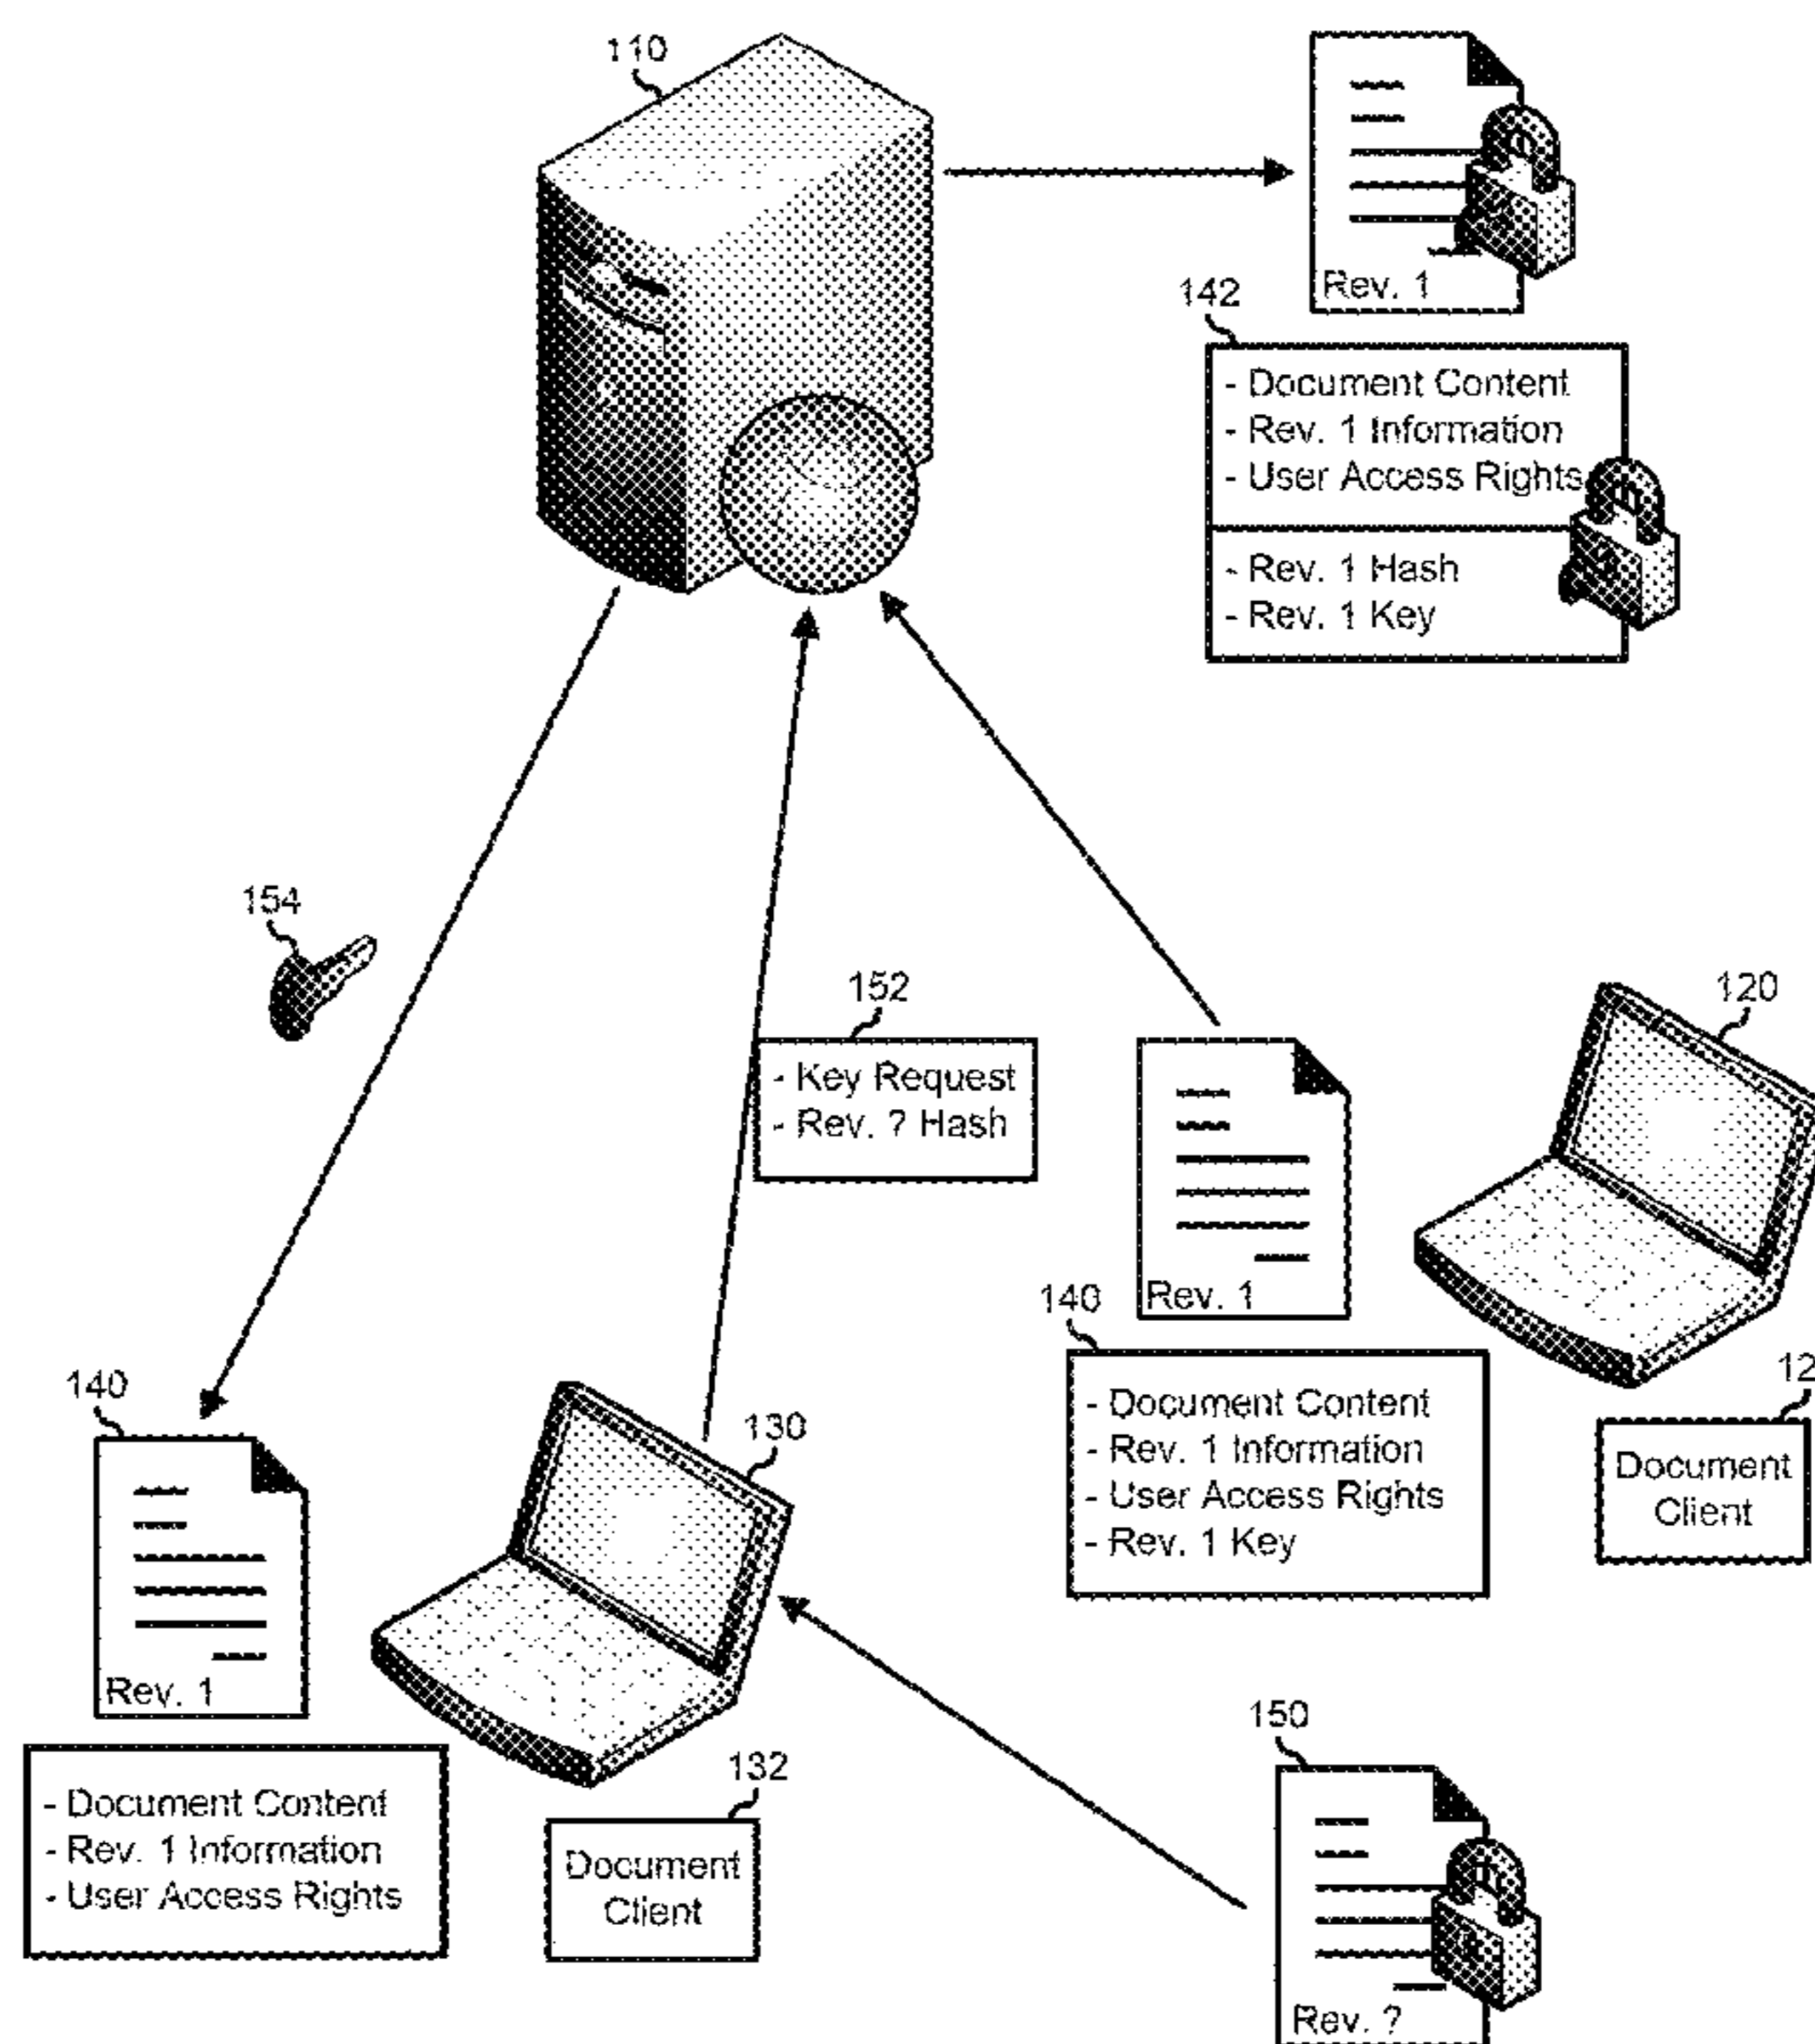 110
Rev. 1
142
- Document Content
- Rev. 1 Information
- User Access Rights
- Rev. 1 Hash
- Rev. 1 Key
154
152
- Key Request
- Rev. ? Hash
120
Rev. 1
140
- Document Content
- Rev. 1 Information
- User Access Rights
- Rev. 1 Key
12
Document
Client
140
Rev. 1
130
- Document Content
- Rev. 1 Information
- User Access Rights
132
Document
Client
150
Rev. ?